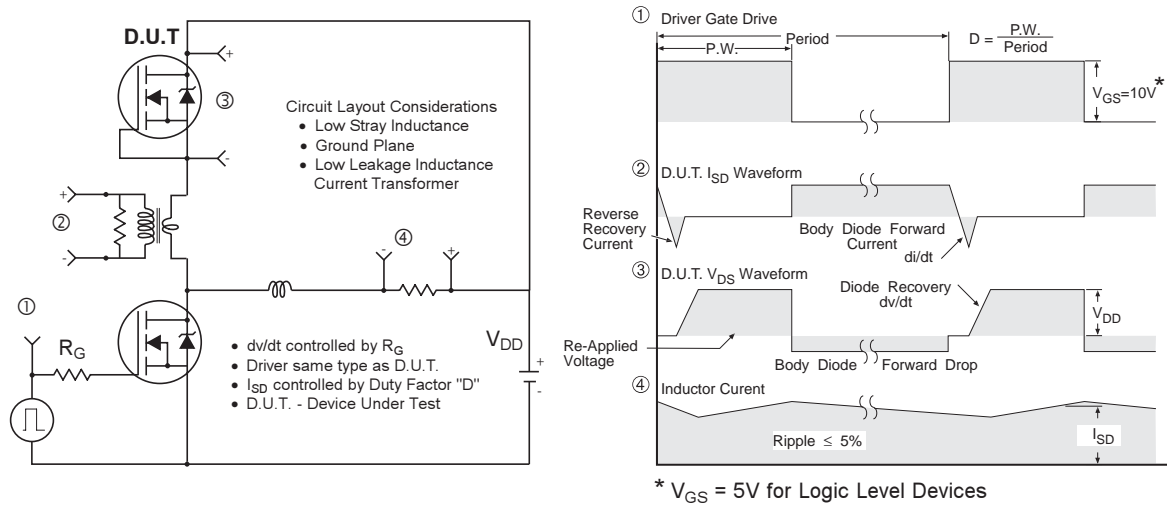 D.U.T
+
③
-
Circuit Layout Considerations
• Low Stray Inductance
• Ground Plane
• Low Leakage Inductance
Current Transformer
+
②
-
④
-
+
①
RG
VDD
+
-
• dv/dt controlled by RG
• Driver same type as D.U.T.
• ISD controlled by Duty Factor "D"
• D.U.T. - Device Under Test
① Driver Gate Drive
Period
P.W.
D = P.W.
Period
VGS=10V*
② D.U.T. ISD Waveform
Reverse
Recovery
Current
Body Diode Forward
Current
di/dt
③ D.U.T. VDS Waveform
Diode Recovery
dv/dt
VDD
Re-Applied
Voltage
Body Diode Forward Drop
④ Inductor Curent
Ripple ≤ 5%
ISD
* VGS = 5V for Logic Level Devices